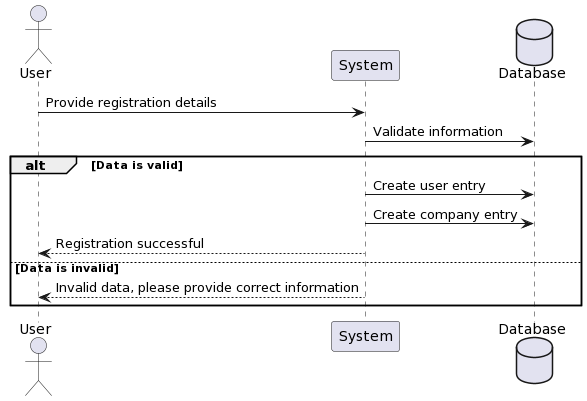 User
System
Database
Provide registration details
Validate information
alt [Data is valid]
Create user entry
Create company entry
Registration successful
[Data is invalid]
Invalid data, please provide correct information
User
System
Database